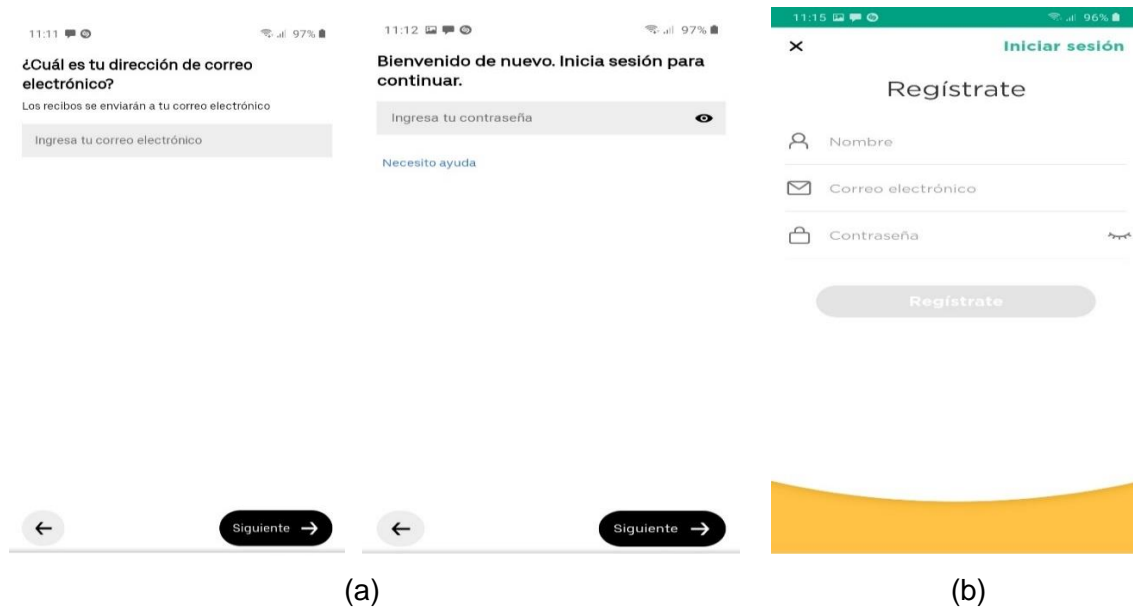 11:11 97%
¿Cuál es tu dirección de correo
electrónico?
Los recibos se enviarán a tu correo electrónico
Ingresa tu correo electrónico
Siguiente
11:12 97%
Bienvenido de nuevo. Inicia sesión para
continuar.
Ingresa tu contraseña
Necesito ayuda
Siguiente
(a)
11:15 96%
Iniciar sesión
Regístrate
Nombre
Correo electrónico
Contraseña
Regístrate
(b)